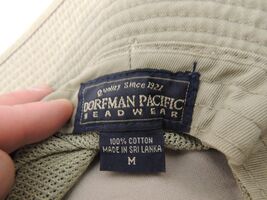 QUALITY SINCE 1921
DORFMAN PACIFIC
HEADWEAR
100% COTTON
MADE IN SRI LANKA
M